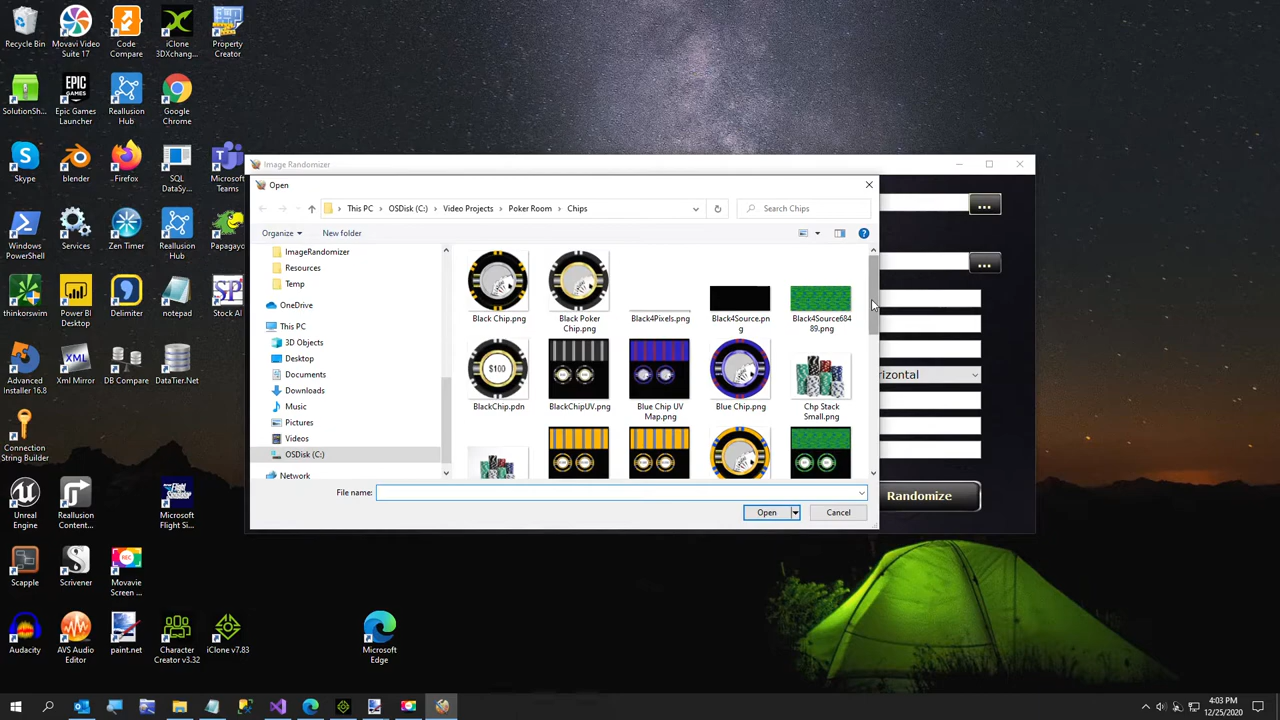 Recycle Bin
Movavi Video
Suite 17
Code
Compare
iClone
3DXchang...
Property
Creator
SolutionSh...
Epic Games
Launcher
Reallusion
Hub
Google
Chrome
Skype
blender
Firefox
SQL
DataSy...
Microsoft
Teams
Windows
PowerShell
Services
Zen Timer
Reallusion
Hub
Papagayo
thinkorswim
Power BI
Desktop
Delimiter
notepad
Stock AI
Advanced
Installer 16.8
Xml Mirror
DB Compare
DataTier.Net
Connection
String Builder
Unreal
Engine
Reallusion
Content...
Microsoft
Flight Si...
Scapple
Scrivener
Movavie
Screen ...
Audacity
AVS Audio
Editor
paint.net
Character
Creator v3.32
iClone v7.83
Microsoft
Edge
Image Randomizer
Open
This PC > OSDisk (C:) > Video Projects > Poker Room > Chips
Search Chips
Organize
New folder
ImageRandomizer
Resources
Temp
OneDrive
This PC
3D Objects
Desktop
Documents
Downloads
Music
Pictures
Videos
OSDisk (C:)
Network
Black Chip.png
Black Poker
Chip.png
Black4Pixels.png
Black4Source.pn
g
Black4Source684
89.png
$100
BlackChip.pdn
BlackChipUV.png
Blue Chip UV
Map.png
Blue Chip.png
Chp Stack
Small.png
File name:
Open
Cancel
...
...
rizontal
Randomize
4:03 PM
12/25/2020